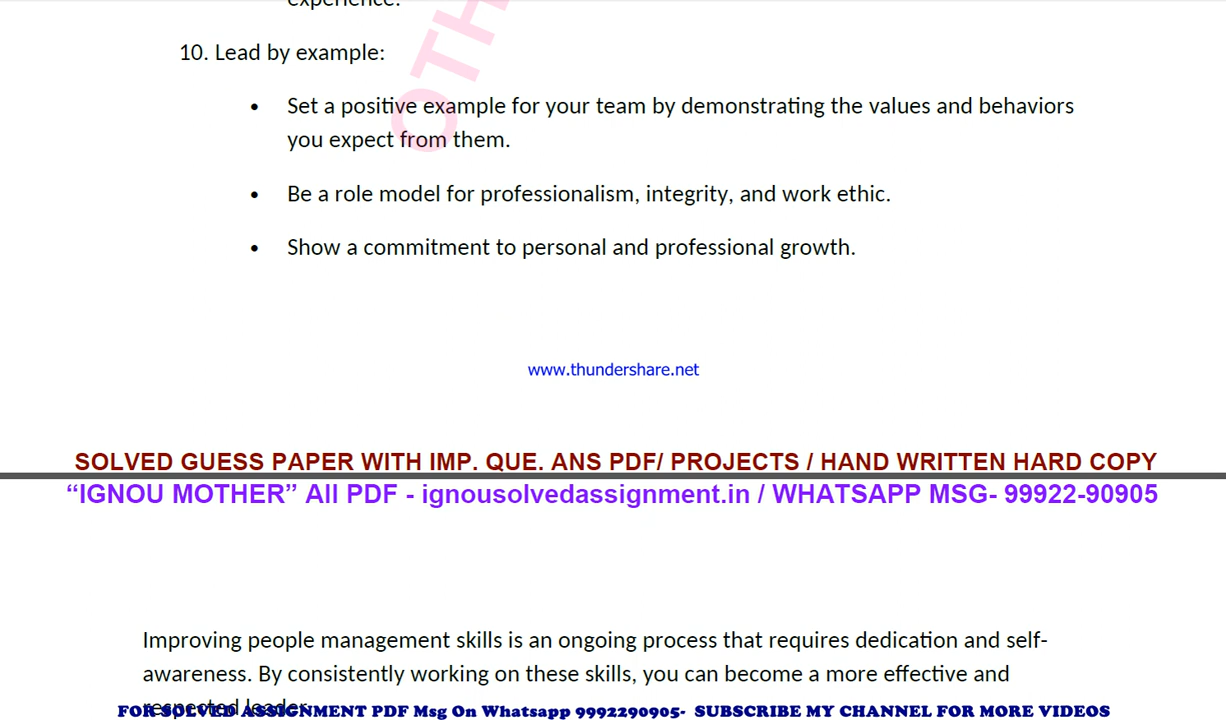 experience.
10. Lead by example:
• Set a positive example for your team by demonstrating the values and behaviors
you expect from them.
• Be a role model for professionalism, integrity, and work ethic.
• Show a commitment to personal and professional growth.
OTH
www.thundershare.net
SOLVED GUESS PAPER WITH IMP. QUE. ANS PDF/ PROJECTS / HAND WRITTEN HARD COPY
“IGNOU MOTHER” All PDF - ignousolvedassignment.in / WHATSAPP MSG- 99922-90905
Improving people management skills is an ongoing process that requires dedication and self-
awareness. By consistently working on these skills, you can become a more effective and
respected leader.
FOR SOLVED ASSIGNMENT PDF Msg On Whatsapp 9992290905- SUBSCRIBE MY CHANNEL FOR MORE VIDEOS